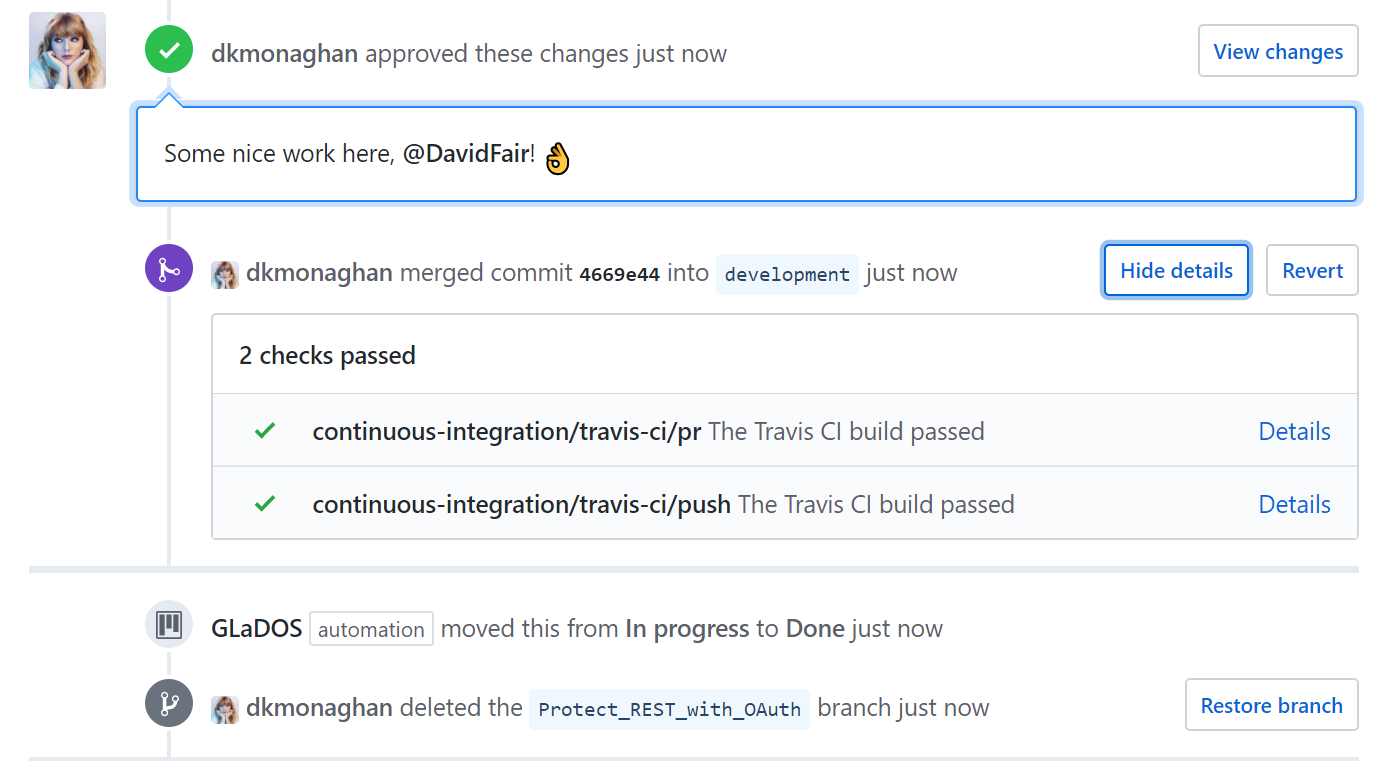 dkmonaghan approved these changes just now View changes
Some nice work here, @DavidFair! 👌
dkmonaghan merged commit 4669e44 into development just now Hide details Revert
2 checks passed
continuous-integration/travis-ci/pr The Travis CI build passed Details
continuous-integration/travis-ci/push The Travis CI build passed Details
GLaDOS automation moved this from In progress to Done just now
dkmonaghan deleted the Protect_REST_with_OAuth branch just now Restore branch